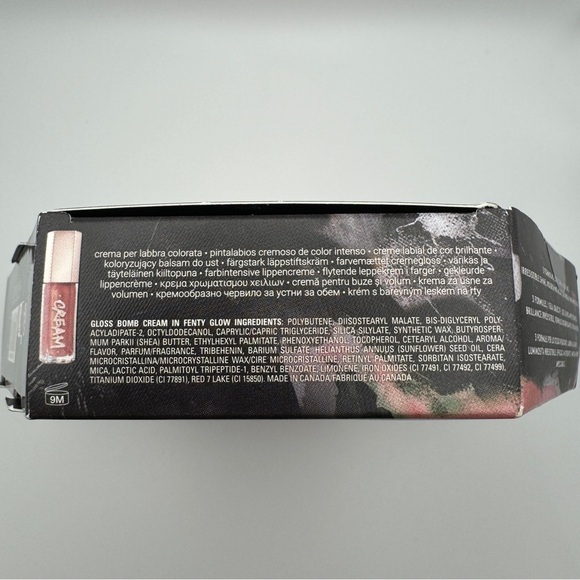 crema per labbra colorata • pintalabios cremoso de color intenso • creme labial de cor brilhante •
koloryzujący balsam do ust • färgstark läppstiftskräm • farvemættet cremegloss • värikäs ja
täyteläinen kiiltopuna • farbintensive lippencreme • flytende leppekrem i farger • gekleurde
lippencrème • κρέμα χρωματισμού χειλιών • cremă pentru buze și volum • krema za usne za
volumen • кремообразно червило за устни за обем • krém s barevným leskem na rty
CREAM
GLOSS BOMB CREAM IN FENTY GLOW INGREDIENTS: POLYBUTENE, DIISOSTEARYL MALATE, BIS-DIGLYCERYL POLY-
ACYLADIPATE-2, OCTYLDODECANOL, CAPRYLIC/CAPRIC TRIGLYCERIDE, SILICA SILYLATE, SYNTHETIC WAX, BUTYROSPER-
MUM PARKII (SHEA) BUTTER, ETHYLHEXYL PALMITATE, PHENOXYETHANOL, TOCOPHEROL, CETEARYL ALCOHOL, AROMA/
FLAVOR, PARFUM/FRAGRANCE, TRIBEHENIN, BARIUM SULFATE, HELIANTHUS ANNUUS (SUNFLOWER) SEED OIL, CERA
MICROCRISTALLINA/MICROCRYSTALLINE WAX/CIRE MICROCRISTALLINE, RETINYL PALMITATE, SORBITAN ISOSTEARATE,
MICA, LACTIC ACID, PALMITOYL TRIPEPTIDE-1, BENZYL BENZOATE, LIMONENE, IRON OXIDES (CI 77491, CI 77492, CI 77499),
TITANIUM DIOXIDE (CI 77891), RED 7 LAKE (CI 15850). MADE IN CANADA/FABRIQUÉ AU CANADA
9M